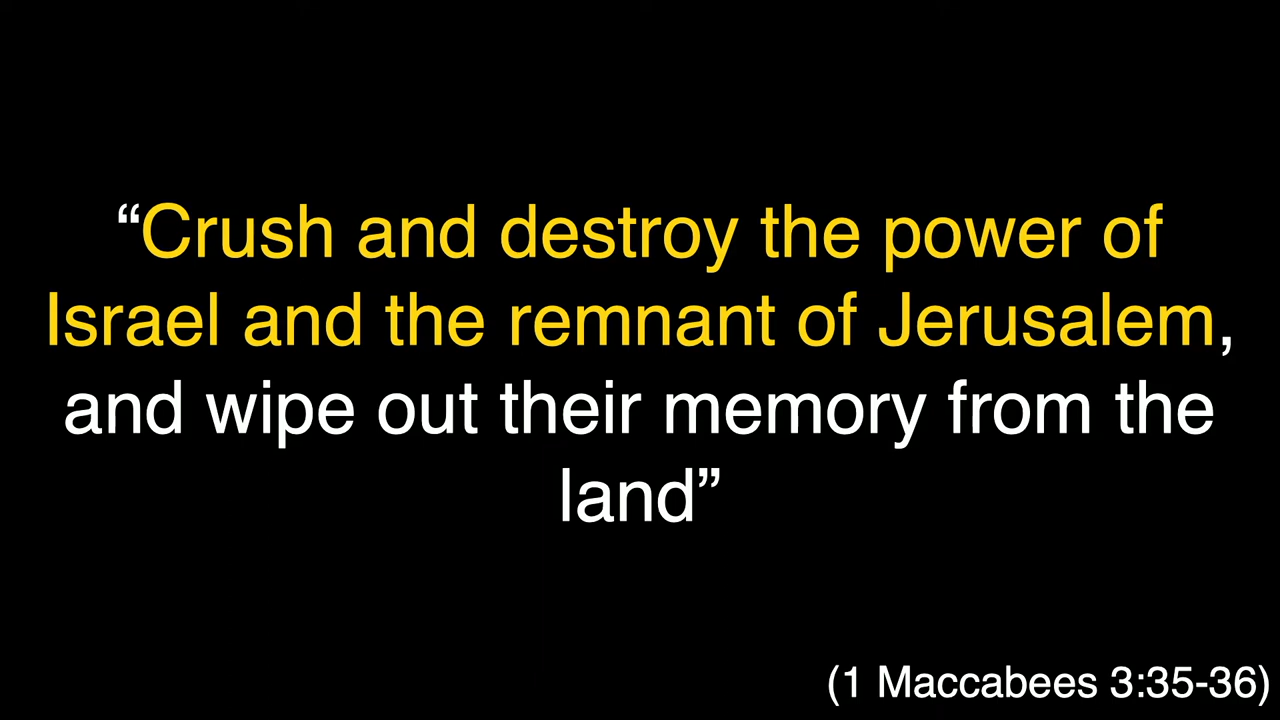 “Crush and destroy the power of
Israel and the remnant of Jerusalem,
and wipe out their memory from the
land”
(1 Maccabees 3:35-36)